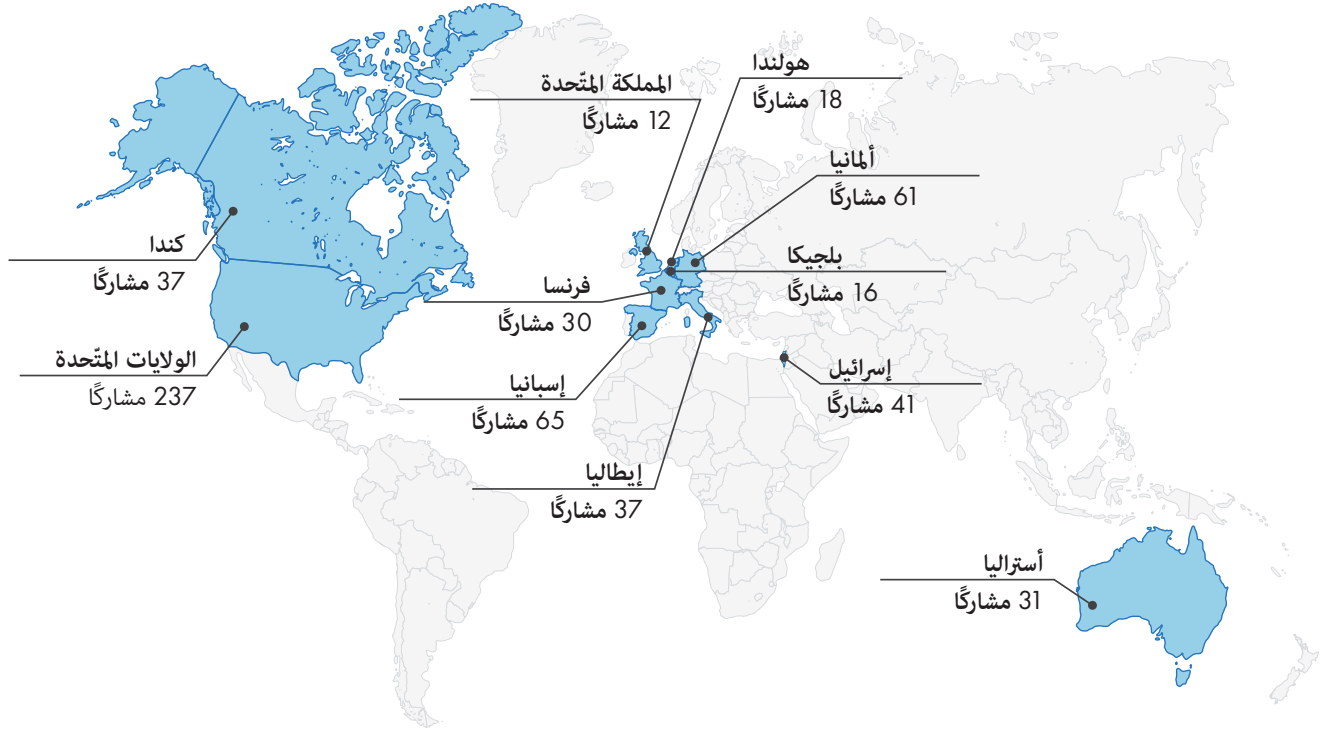 هولندا
18 مشاركًا
المملكة المتّحدة
12 مشاركًا
ألمانيا
61 مشاركًا
كندا
37 مشاركًا
بلجيكا
16 مشاركًا
فرنسا
30 مشاركًا
الولايات المتّحدة
237 مشاركًا
إسرائيل
41 مشاركًا
إسبانيا
65 مشاركًا
إيطاليا
37 مشاركًا
أستراليا
31 مشاركًا